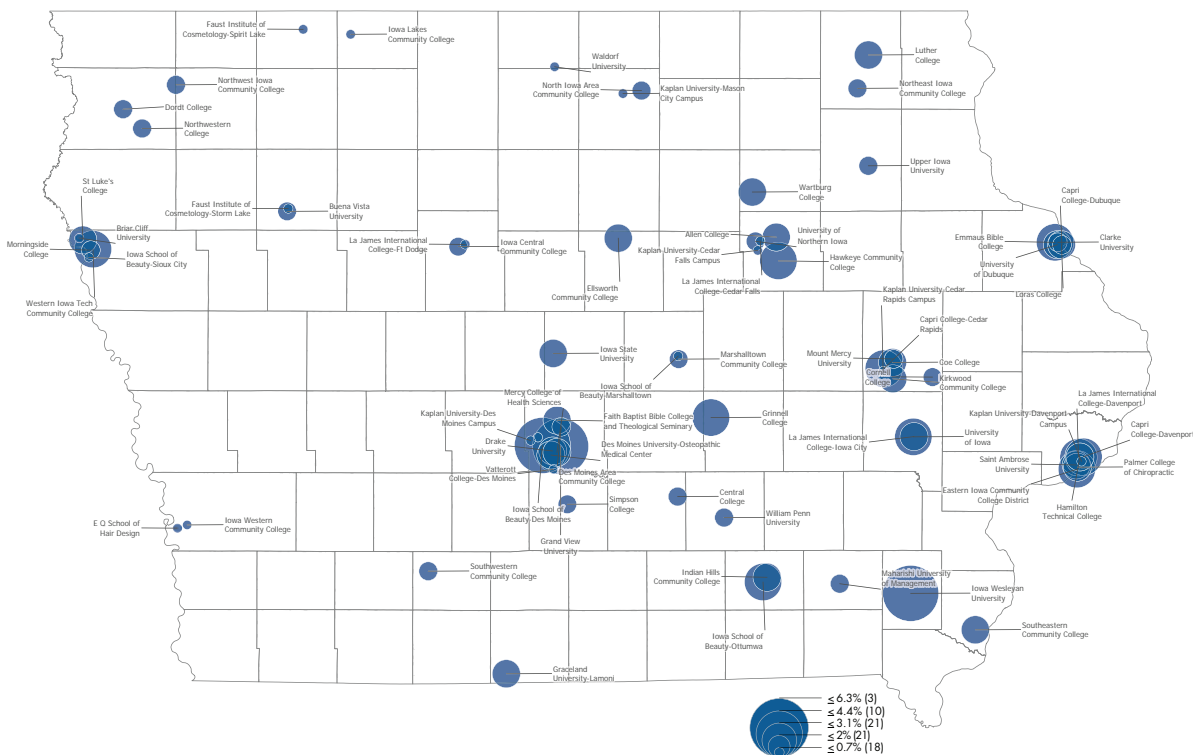 Faust Institute of
Cosmetology-Spirit Lake
Iowa Lakes
Community College
Waldorf
University
Luther
College
Northwest Iowa
Community College
North Iowa Area
Community College
Kaplan University-Mason
City Campus
Northeast Iowa
Community College
Dordt College
Northwestern
College
Upper Iowa
University
St Luke's
College
Wartburg
College
Capri
College-Dubuque
Faust Institute of
Cosmetology-Storm Lake
Buena Vista
University
Briar Cliff
University
Morningside
College
Iowa School of
Beauty-Sioux City
La James International
College-Ft Dodge
Iowa Central
Community College
Allen College
University of
Northern Iowa
Kaplan University-Cedar
Falls Campus
Hawkeye Community
College
Emmaus Bible
College
Clarke
University
University
of Dubuque
Loras College
Western Iowa Tech
Community College
Ellsworth
Community College
La James International
College-Cedar Falls
Kaplan University-Cedar
Rapids Campus
Capri College-Cedar
Rapids
Iowa State
University
Marshalltown
Community College
Mount Mercy
University
Coe College
Cornell
College
Kirkwood
Community College
Iowa School of
Beauty-Marshalltown
Mercy College of
Health Sciences
La James International
College-Davenport
Kaplan University-Des
Moines Campus
Faith Baptist Bible College
and Theological Seminary
Grinnell
College
Kaplan University-Davenport
Campus
Capri
College-Davenport
Drake
University
Des Moines University-Osteopathic
Medical Center
La James International
College-Iowa City
University
of Iowa
Saint Ambrose
University
Palmer College
of Chiropractic
Vatterott
College-Des Moines
Des Moines Area
Community College
Eastern Iowa Community
College District
Hamilton
Technical College
Iowa School of
Beauty-Des Moines
Simpson
College
Central
College
William Penn
University
E Q School of
Hair Design
Iowa Western
Community College
Grand View
University
Southwestern
Community College
Indian Hills
Community College
Maharishi University
of Management
Iowa Wesleyan
University
Iowa School of
Beauty-Ottumwa
Southeastern
Community College
Graceland
University-Lamoni
≤ 6.3% (3)
≤ 4.4% (10)
≤ 3.1% (21)
≤ 2% (21)
≤ 0.7% (18)